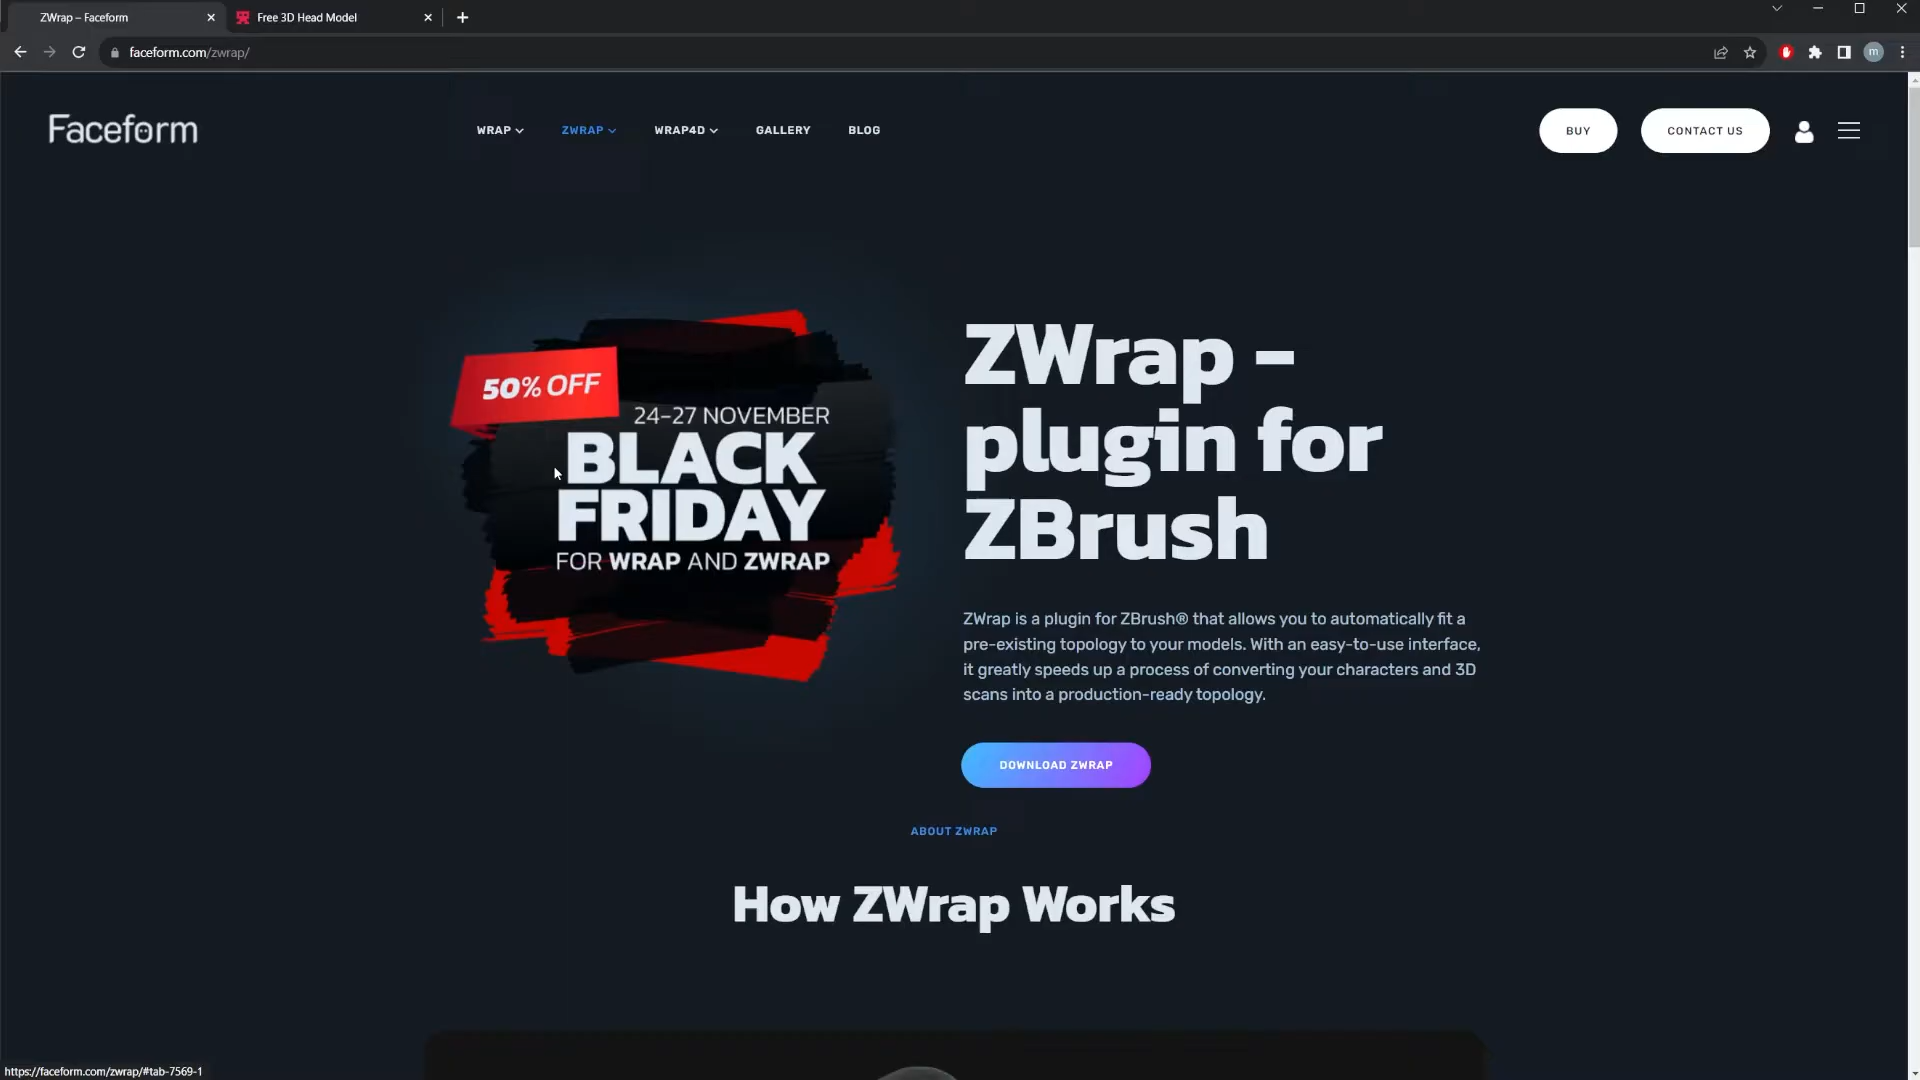 ZWrap – Faceform
Free 3D Head Model
faceform.com/zwrap/
m
Faceform
WRAP
ZWRAP
WRAP4D
GALLERY
BLOG
BUY
CONTACT US
50% OFF
24-27 NOVEMBER
BLACK
FRIDAY
FOR WRAP AND ZWRAP
ZWrap –
plugin for
ZBrush
ZWrap is a plugin for ZBrush® that allows you to automatically fit a
pre-existing topology to your models. With an easy-to-use interface,
it greatly speeds up a process of converting your characters and 3D
scans into a production-ready topology.
DOWNLOAD ZWRAP
ABOUT ZWRAP
How ZWrap Works
https://faceform.com/zwrap/#tab-7569-1